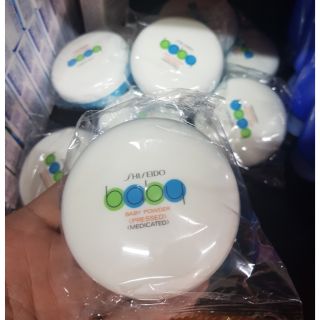 SHISEIDO
baby
BABY POWDER
(PRESSED)
(MEDICATED)